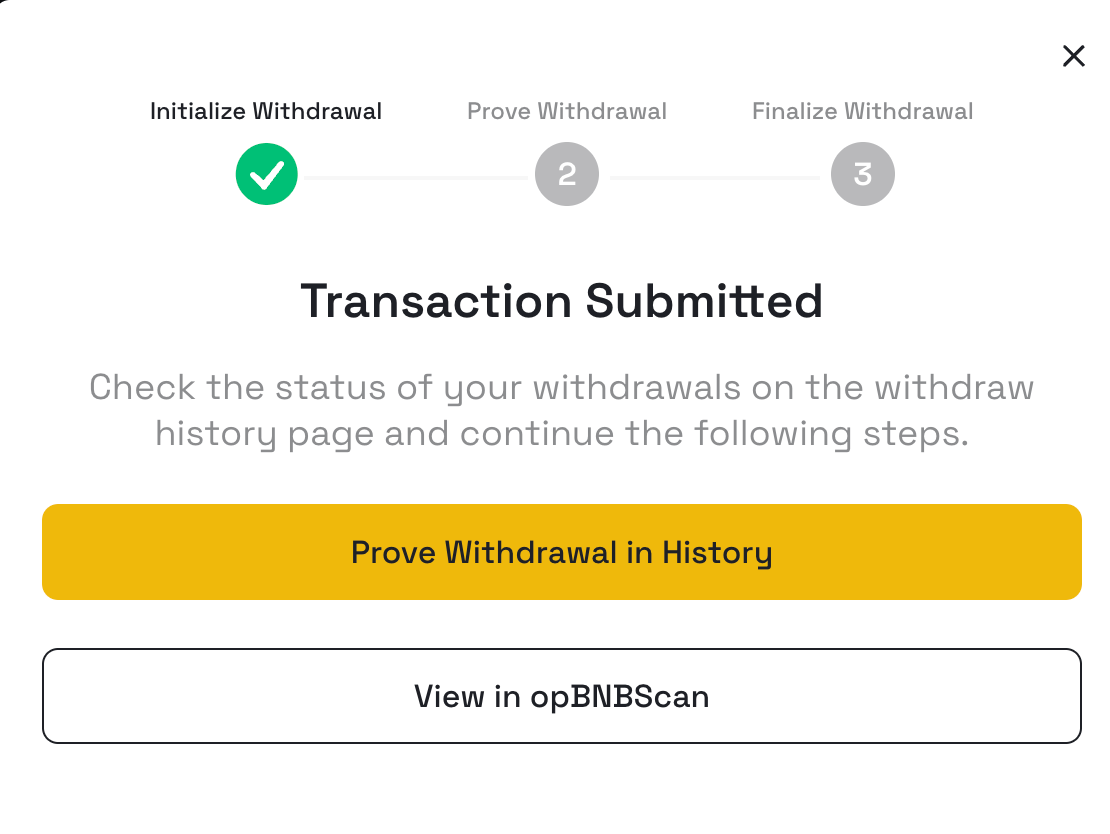 Initialize Withdrawal
Prove Withdrawal
Finalize Withdrawal
2
3
Transaction Submitted
Check the status of your withdrawals on the withdraw
history page and continue the following steps.
Prove Withdrawal in History
View in opBNBScan